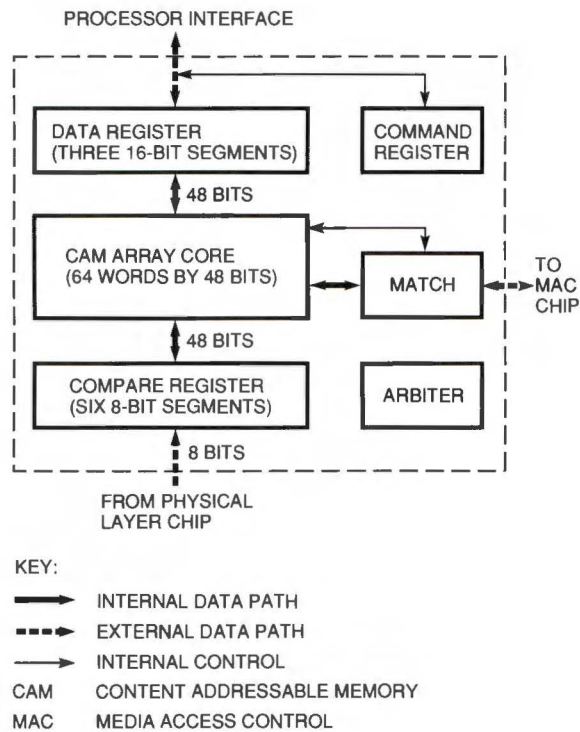 PROCESSOR INTERFACE
DATA REGISTER
(THREE 16-BIT SEGMENTS)
COMMAND
REGISTER
48 BITS
CAM ARRAY CORE
(64 WORDS BY 48 BITS)
MATCH
TO
MAC
CHIP
48 BITS
COMPARE REGISTER
(SIX 8-BIT SEGMENTS)
ARBITER
8 BITS
FROM PHYSICAL
LAYER CHIP
KEY:
INTERNAL DATA PATH
EXTERNAL DATA PATH
INTERNAL CONTROL
CAM CONTENT ADDRESSABLE MEMORY
MAC MEDIA ACCESS CONTROL